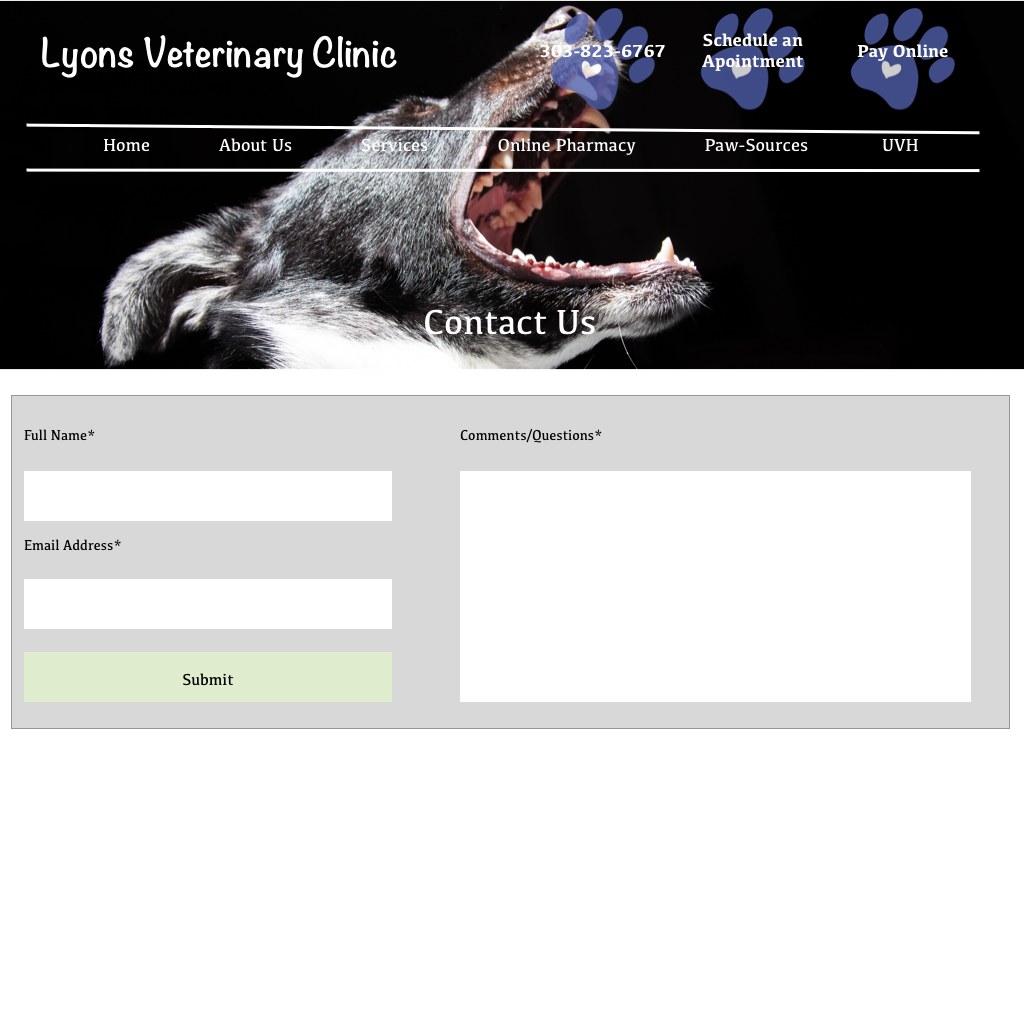 Lyons Veterinary Clinic
303-823-6767
Schedule an
Apointment
Pay Online
Home
About Us
Services
Online Pharmacy
Paw-Sources
UVH
Contact Us
Full Name*
Comments/Questions*
Email Address*
Submit